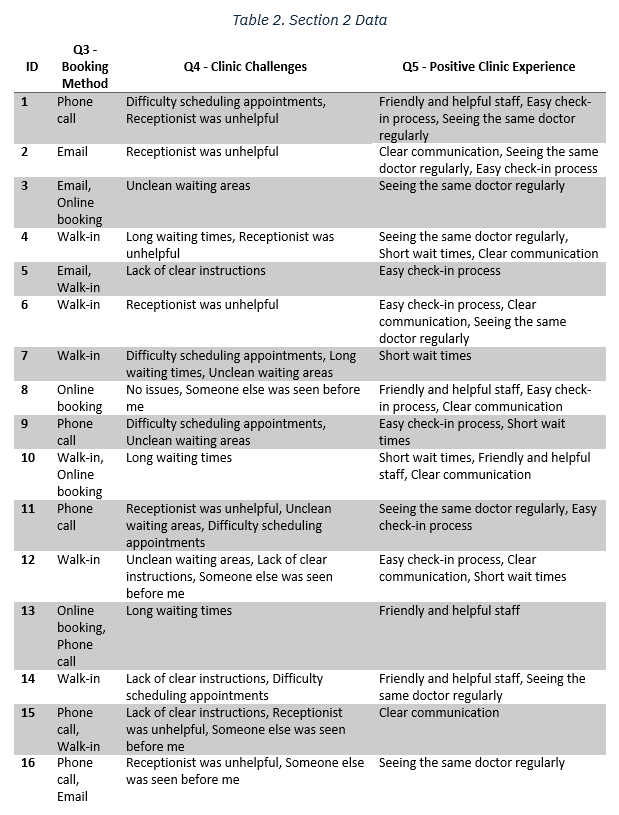 Table 2. Section 2 Data
ID Q3 - Booking Method Q4 - Clinic Challenges Q5 - Positive Clinic Experience
1 Phone call Difficulty scheduling appointments, Receptionist was unhelpful Friendly and helpful staff, Easy check-in process, Seeing the same doctor regularly
2 Email Receptionist was unhelpful Clear communication, Seeing the same doctor regularly, Easy check-in process
3 Email, Online booking Unclean waiting areas Seeing the same doctor regularly
4 Walk-in Long waiting times, Receptionist was unhelpful Seeing the same doctor regularly, Short wait times, Clear communication
5 Email, Walk-in Lack of clear instructions Easy check-in process
6 Walk-in Receptionist was unhelpful Easy check-in process, Clear communication, Seeing the same doctor regularly
7 Walk-in Difficulty scheduling appointments, Long waiting times, Unclean waiting areas Short wait times
8 Online booking No issues, Someone else was seen before me Friendly and helpful staff, Easy check-in process, Clear communication
9 Phone call Difficulty scheduling appointments, Unclean waiting areas Easy check-in process, Short wait times
10 Walk-in, Online booking Long waiting times Short wait times, Friendly and helpful staff, Clear communication
11 Phone call Receptionist was unhelpful, Unclean waiting areas, Difficulty scheduling appointments Seeing the same doctor regularly, Easy check-in process
12 Walk-in Unclean waiting areas, Lack of clear instructions, Someone else was seen before me Easy check-in process, Clear communication, Short wait times
13 Online booking, Phone call Long waiting times Friendly and helpful staff
14 Walk-in Lack of clear instructions, Difficulty scheduling appointments Friendly and helpful staff, Seeing the same doctor regularly
15 Phone call, Walk-in Lack of clear instructions, Receptionist was unhelpful, Someone else was seen before me Clear communication
16 Phone call, Email Receptionist was unhelpful, Someone else was seen before me Seeing the same doctor regularly